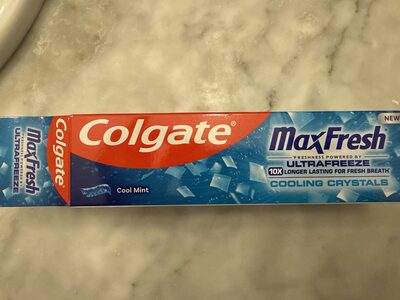 MaxFresh
ULTRAFREEZE
Colgate
Colgate®
Cool Mint
NEW
MaxFresh®
FRESHNESS POWERED BY
ULTRAFREEZE
10X LONGER LASTING FOR FRESH BREATH*
COOLING CRYSTALS